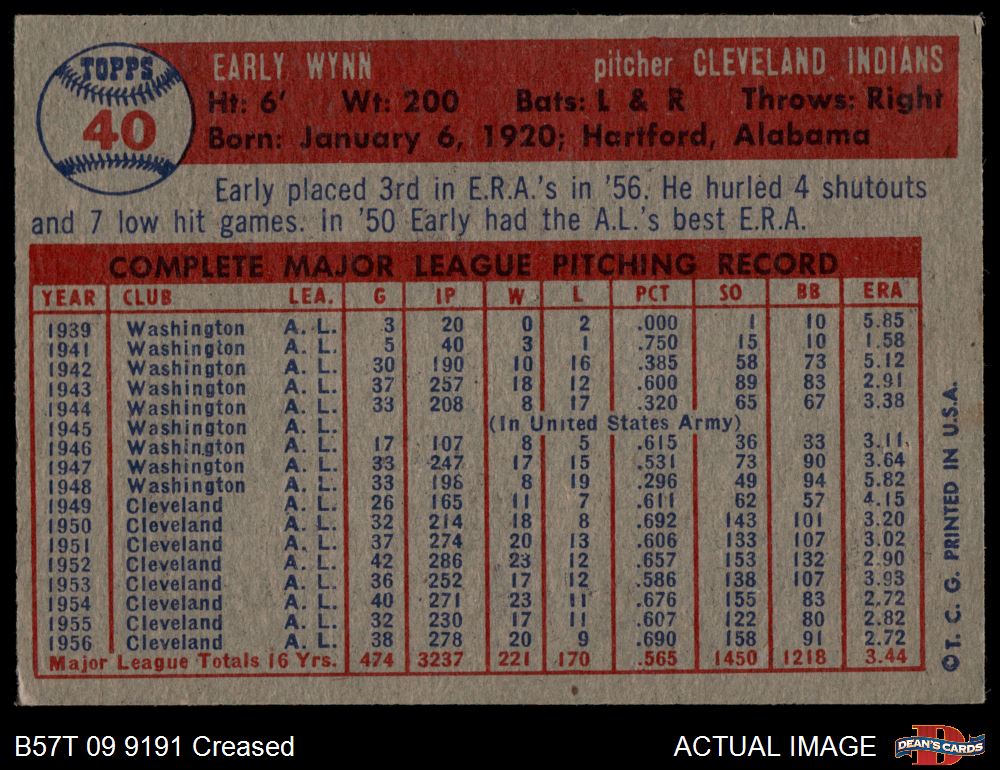 TOPPS
40
EARLY WYNN pitcher CLEVELAND INDIANS
Ht: 6' Wt: 200 Bats: L & R Throws: Right
Born: January 6, 1920; Hartford, Alabama
Early placed 3rd in E.R.A.'s in '56. He hurled 4 shutouts
and 7 low hit games. In '50 Early had the A.L.'s best E.R.A.
COMPLETE MAJOR LEAGUE PITCHING RECORD
YEAR CLUB LEA. G IP W L PCT SO BB ERA
1939 Washington A. L. 3 20 0 2 .000 1 10 5.85
1941 Washington A. L. 5 40 3 1 .750 15 10 1.58
1942 Washington A. L. 30 190 10 16 .385 58 73 5.12
1943 Washington A. L. 37 257 18 12 .600 89 83 2.91
1944 Washington A. L. 33 208 8 17 .320 65 67 3.38
1945 Washington A. L. (In United States Army)
1946 Washington A. L. 17 107 8 5 .615 36 33 3.11
1947 Washington A. L. 33 247 17 15 .531 73 90 3.64
1948 Washington A. L. 33 198 8 19 .296 49 94 5.82
1949 Cleveland A. L. 26 165 11 7 .611 62 57 4.15
1950 Cleveland A. L. 32 214 18 8 .692 143 101 3.20
1951 Cleveland A. L. 37 274 20 13 .606 133 107 3.02
1952 Cleveland A. L. 42 286 23 12 .657 153 132 2.90
1953 Cleveland A. L. 36 252 17 12 .586 138 107 3.93
1954 Cleveland A. L. 40 271 23 11 .676 155 83 2.72
1955 Cleveland A. L. 32 230 17 11 .607 122 80 2.82
1956 Cleveland A. L. 38 278 20 9 .690 158 91 2.72
Major League Totals 16 Yrs. 474 3237 221 170 .565 1450 1218 3.44
© T. C. G. PRINTED IN U.S.A.
B57T 09 9191 Creased
ACTUAL IMAGE
D
DEAN'S CARDS